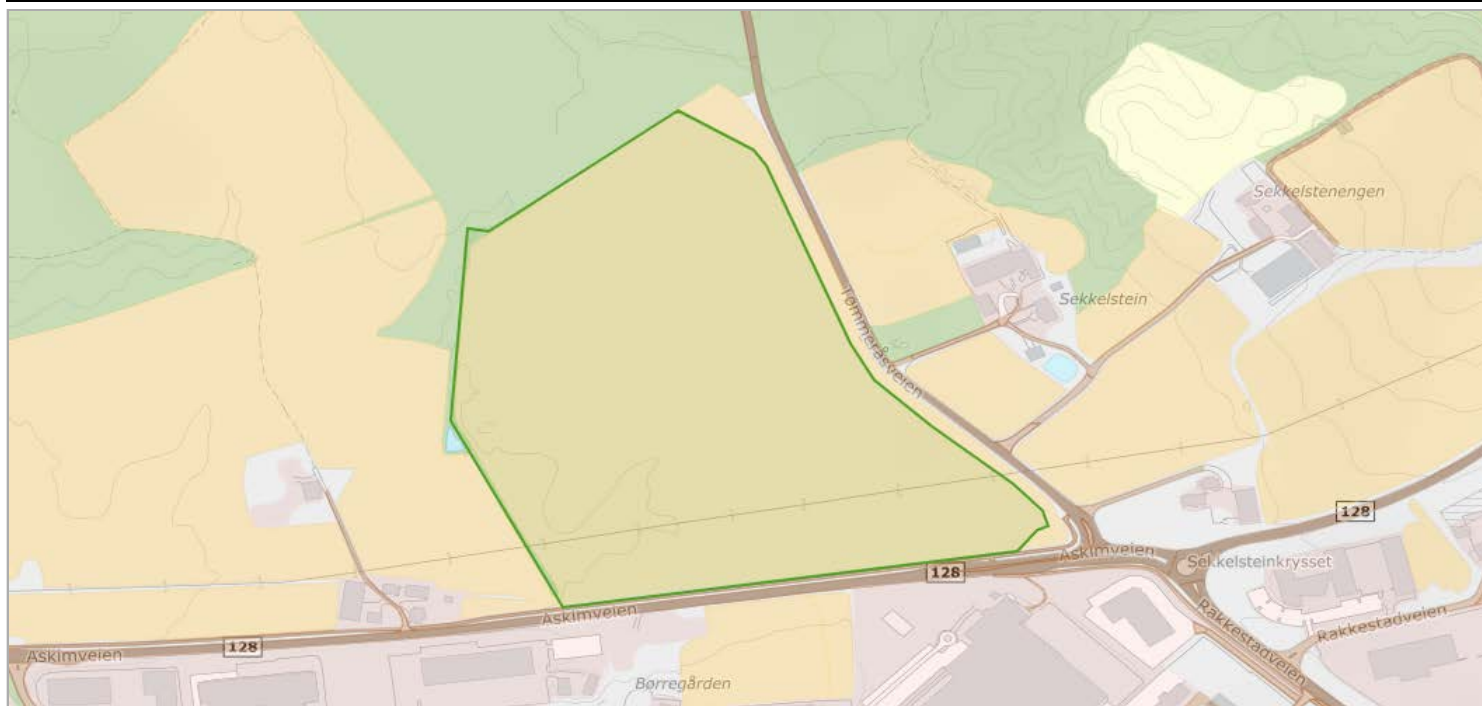 Sekkelstenengen
Sekkelstein
Tømmeråsveien
128
Askimveien
Sekkelsteinkrysset
128
Askimveien
Rakkestadveien
Rakkestadveien
128
Askimveien
Børregården